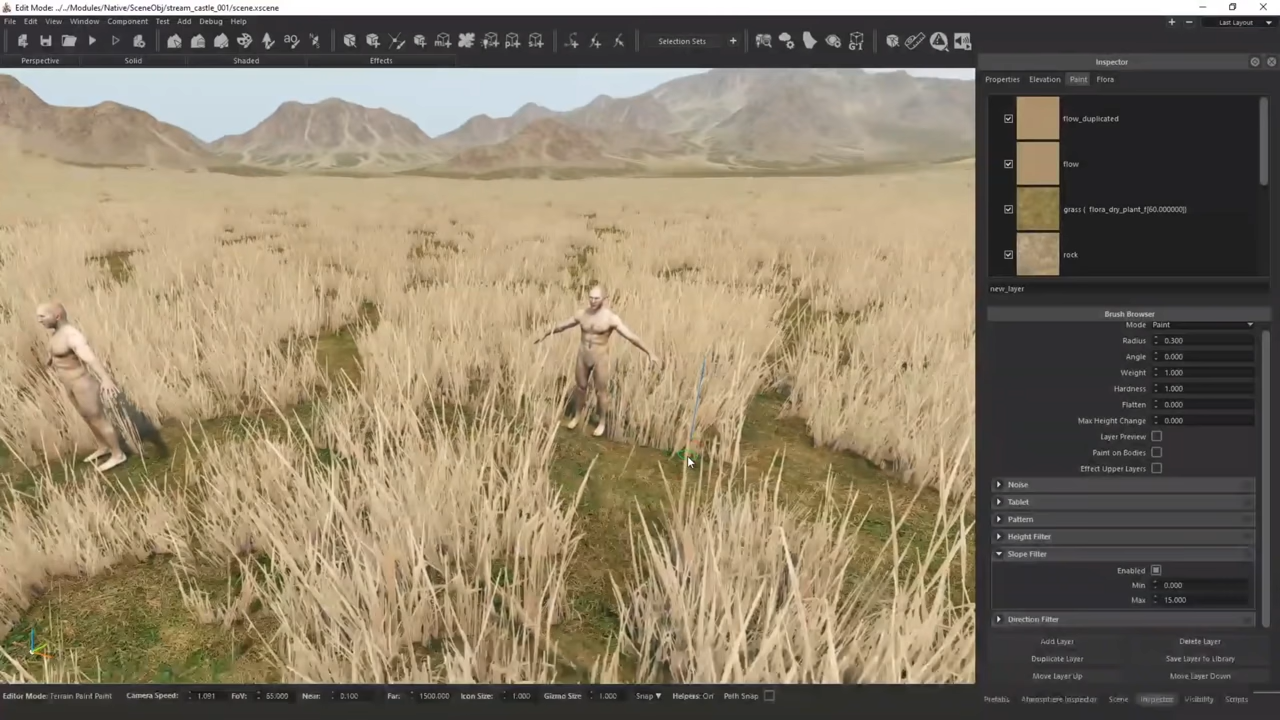 Edit Mode: ../../Modules/Native/SceneObj/stream_castle_001/scene.xscene
File Edit View Window Component Test Add Debug Help
Last Layout
Selection Sets
Perspective Solid Shaded Effects
Inspector
Properties Elevation Paint Flora
flow_duplicated
flow
grass ( flora_dry_plant_f[60.000000])
rock
new_layer
Brush Browser
Mode Paint
Radius 0.300
Angle 0.000
Weight 1.000
Hardness 1.000
Flatten 0.000
Max Height Change 0.000
Layer Preview
Paint on Bodies
Effect Upper Layers
Noise
Tablet
Pattern
Height Filter
Slope Filter
Enabled
Min 0.000
Max 15.000
Direction Filter
Add Layer Delete Layer
Duplicate Layer Save Layer to Library
Move Layer Up Move Layer Down
Editor Mode: Terrain Paint Paint Camera Speed: 1.091 FoV: 65.000 Near: 0.100 Far: 1500.000 Icon Size: 1.000 Gizmo Size 1.000 Snap Helpers: On Path Snap
Prefabs Atmosphere Inspector Scene Inspector Visibility Scripts